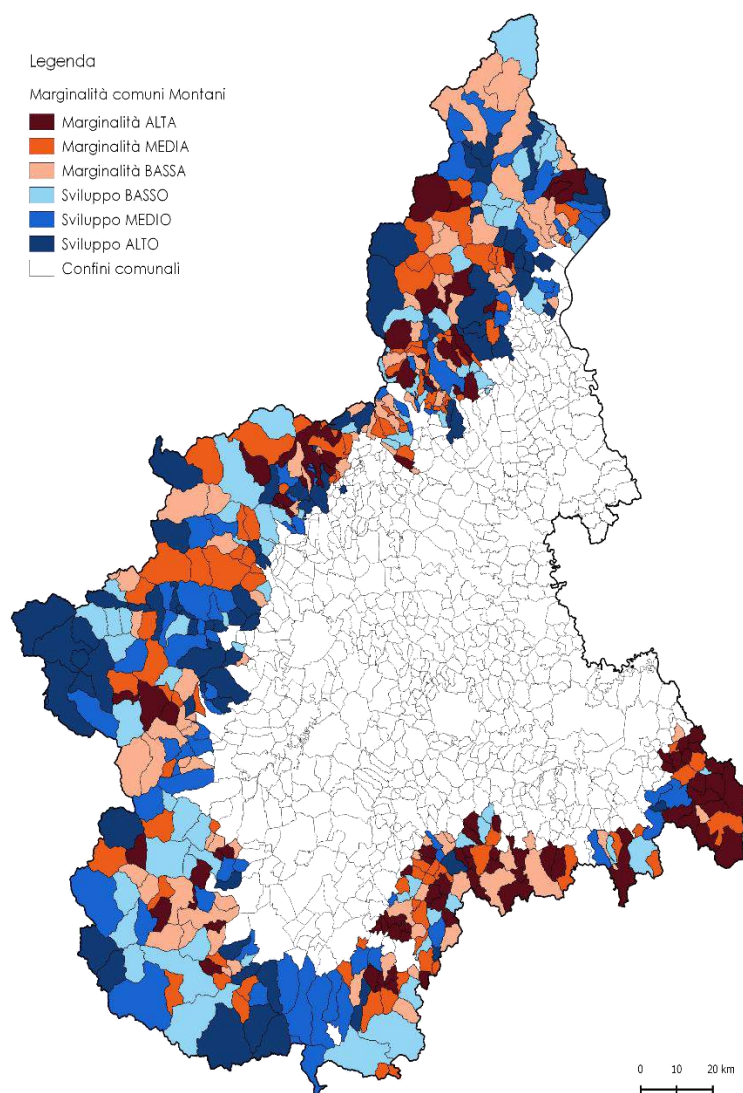 Legenda
Marginalità comuni Montani
Marginalità ALTA
Marginalità MEDIA
Marginalità BASSA
Sviluppo BASSO
Sviluppo MEDIO
Sviluppo ALTO
Confini comunali
0 10 20 km